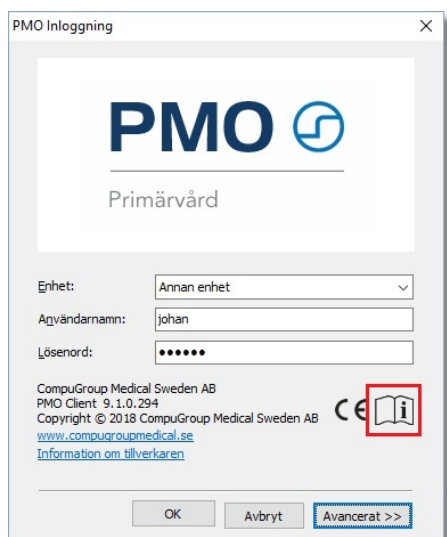 PMO Inloggning
PMO
Primärvård
Enhet: Annan enhet
Användarnamn: johan
Lösenord: ●●●●●●
CompuGroup Medical Sweden AB
PMO Client 9.1.0.294
Copyright © 2018 CompuGroup Medical Sweden AB
www.compugroupmedical.se
Information om tillverkaren
CE i
OK Avbryt Avancerat >>